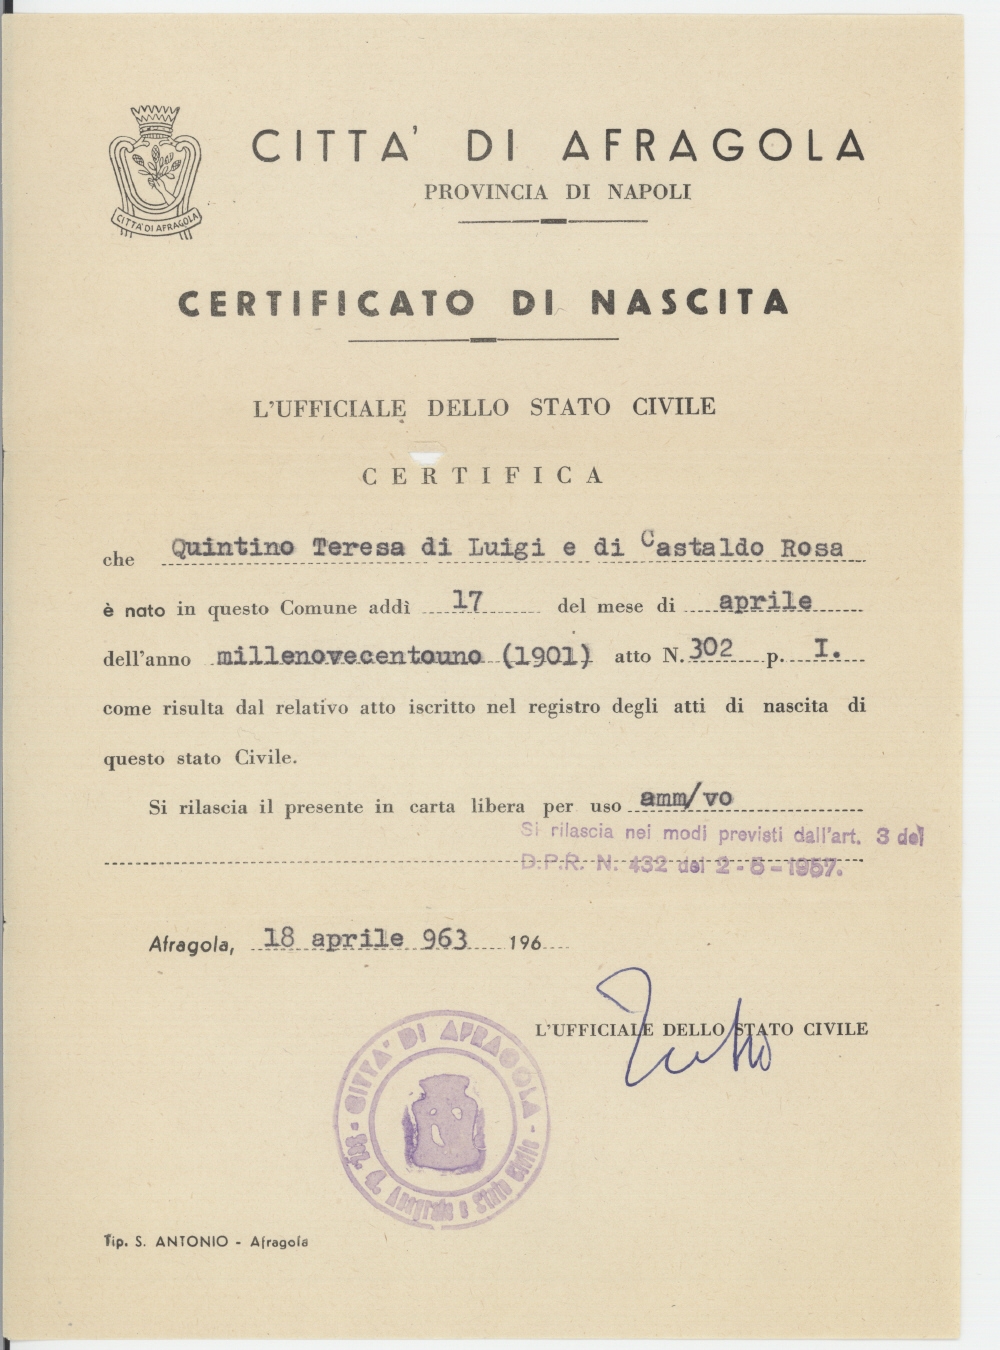 CITTA' DI AFRAGOLA
PROVINCIA DI NAPOLI
CITTA' DI AFRAGOLA
CERTIFICATO DI NASCITA
L'UFFICIALE DELLO STATO CIVILE
CERTIFICA
che Quintino Teresa di Luigi e di Castaldo Rosa
è nato in questo Comune addì 17 del mese di aprile
dell'anno millenovecentouno (1901) atto N. 302 p. I.
come risulta dal relativo atto iscritto nel registro degli atti di nascita di
questo stato Civile.
Si rilascia il presente in carta libera per uso amm/vo
Si rilascia nei modi previsti dall'art. 3 del
D.P.R. N. 432 del 2-8-1957.
Afragola, 18 aprile 963 196
L'UFFICIALE DELLO STATO CIVILE
CITTA' DI AFRAGOLA
Stato Civile
Tip. S. ANTONIO - Afragola